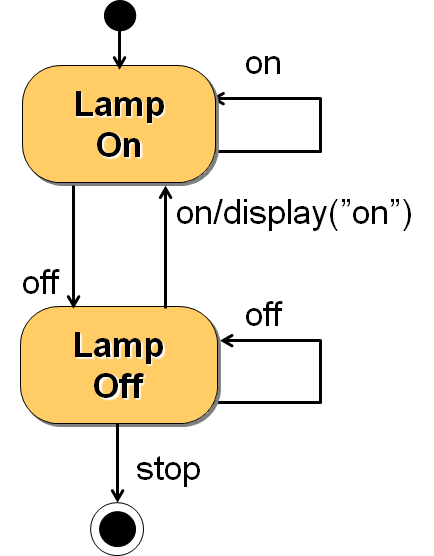 on
Lamp
On
on/display(”on”)
off
off
Lamp
Off
stop